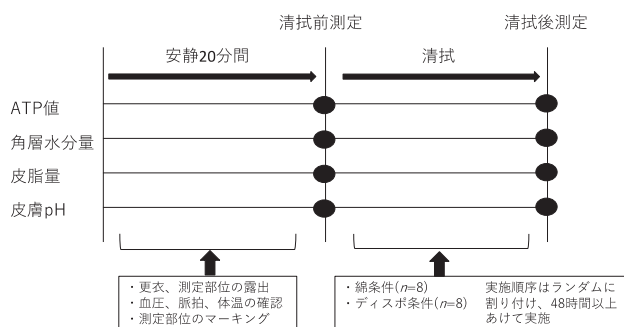 清拭前測定
清拭後測定
安静20分間
清拭
ATP値
角層水分量
皮脂量
皮膚pH
・更衣、測定部位の露出
・血圧、脈拍、体温の確認
・測定部位のマーキング
・綿条件(n=8)
・ディスポ条件(n=8)
実施順序はランダムに
割り付け、48時間以上
あけて実施